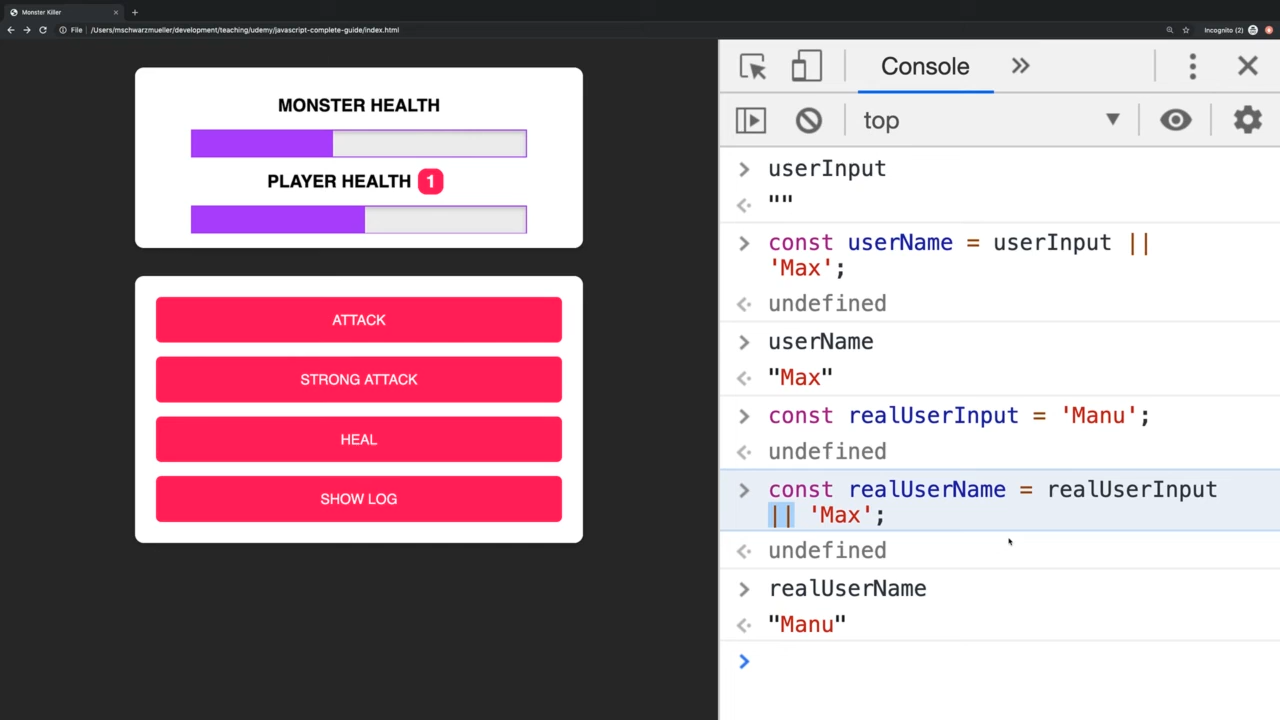 Monster Killer
File | /Users/mschwarzmueller/development/teaching/udemy/javascript-complete-guide/index.html
Incognito (2)
MONSTER HEALTH
PLAYER HEALTH 1
ATTACK
STRONG ATTACK
HEAL
SHOW LOG
Console
top
userInput
""
const userName = userInput ||
'Max';
undefined
userName
"Max"
const realUserInput = 'Manu';
undefined
const realUserName = realUserInput
|| 'Max';
undefined
realUserName
"Manu"